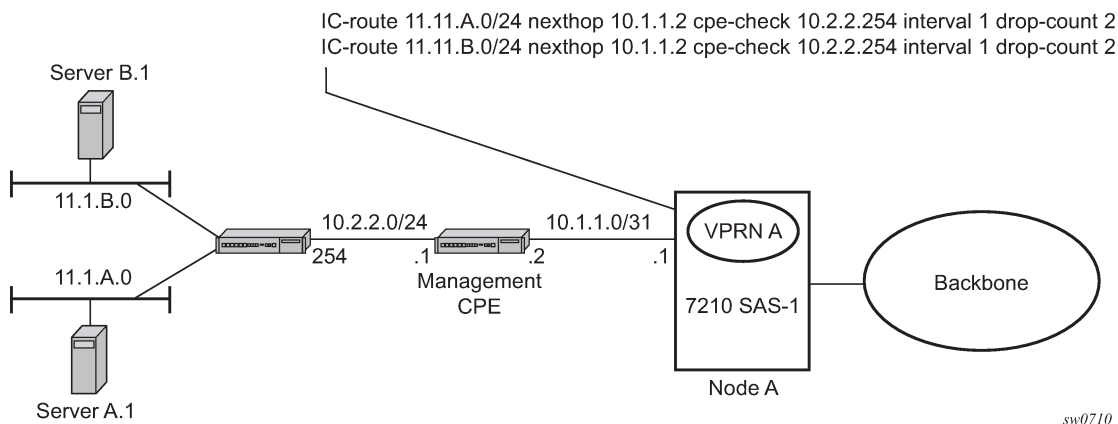 IC-route 11.11.A.0/24 nexthop 10.1.1.2 cpe-check 10.2.2.254 interval 1 drop-count 2
IC-route 11.11.B.0/24 nexthop 10.1.1.2 cpe-check 10.2.2.254 interval 1 drop-count 2
Server B.1
11.1.B.0
10.2.2.0/24
10.1.1.0/31
VPRN A
254
.1
.2
.1
11.1.A.0
Management
CPE
7210 SAS-1
Backbone
Node A
Server A.1
sw0710